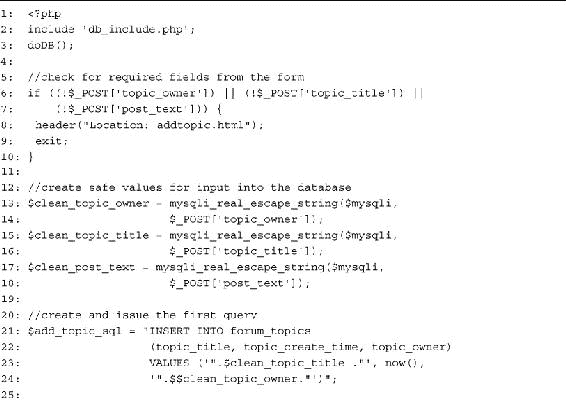 1: <?php
2: include 'db_include.php';
3: doDB();
4:
5: //check for required fields from the form
6: if ((!$_POST['topic_owner']) || (!$_POST['topic_title']) ||
7:     (!$_POST['post_text'])) {
8:  header("Location: addtopic.html");
9:  exit;
10: }
11:
12: //create safe values for input into the database
13: $clean_topic_owner = mysqli_real_escape_string($mysqli,
14:                      $_POST['topic_owner']);
15: $clean_topic_title = mysqli_real_escape_string($mysqli,
16:                      $_POST['topic_title']);
17: $clean_post_text = mysqli_real_escape_string($mysqli,
18:                      $_POST['post_text']);
19:
20: //create and issue the first query
21: $add_topic_sql = "INSERT INTO forum_topics
22:                   (topic_title, topic_create_time, topic_owner)
23:                   VALUES ('".$clean_topic_title ."', now(),
24:                   '".$$clean_topic_owner."')";
25: